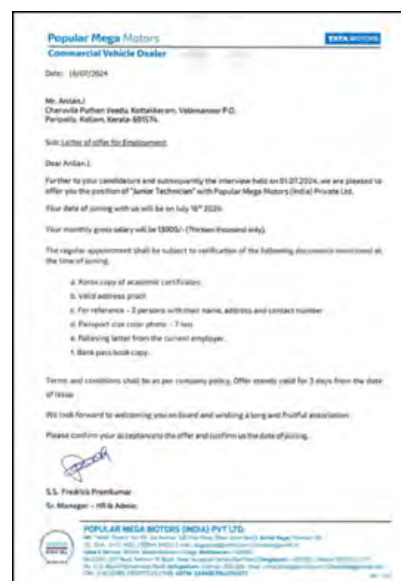 Popular Mega Motors
TATA MOTORS
Commercial Vehicle Dealer
Date: 16/07/2024
Mr. Anilan.J
Charuvila Puthen Veedu, Kottakkeram,
Paripally, Kollam, Kerala-691574.
Sub: Letter of offer for Employment.
Dear Anilan.J,
Further to your candidature and subsequently the interview held on 01.07.2024, we are pleased to
offer you the position of "Junior Technician" with Popular Mega Motors (India) Private Ltd.
Your date of joining with us will be on July 16th 2024.
Your monthly gross salary will be 13000/- (Thirteen thousand only).
The regular appointment shall be subject to verification of the following documents mentioned at
the time of joining.
a. Xerox copy of academic certificates.
b. Valid address proof.
c. For reference - 2 persons with their name, address and contact number
d. Passport size color photo - 7 nos.
e. Relieving letter from the current employer.
f. Bank pass book copy.
Terms and conditions shall be as per company policy. Offer stands valid for 3 days from the date
of issue.
We look forward to welcoming you on board and wishing a long and fruitful association.
Please confirm your acceptance to the offer and confirm us the date of joining.
S.S. Fredrick Premkumar
Sr. Manager - HR & Admin.
POPULAR MEGA MOTORS (INDIA) PVT LTD.